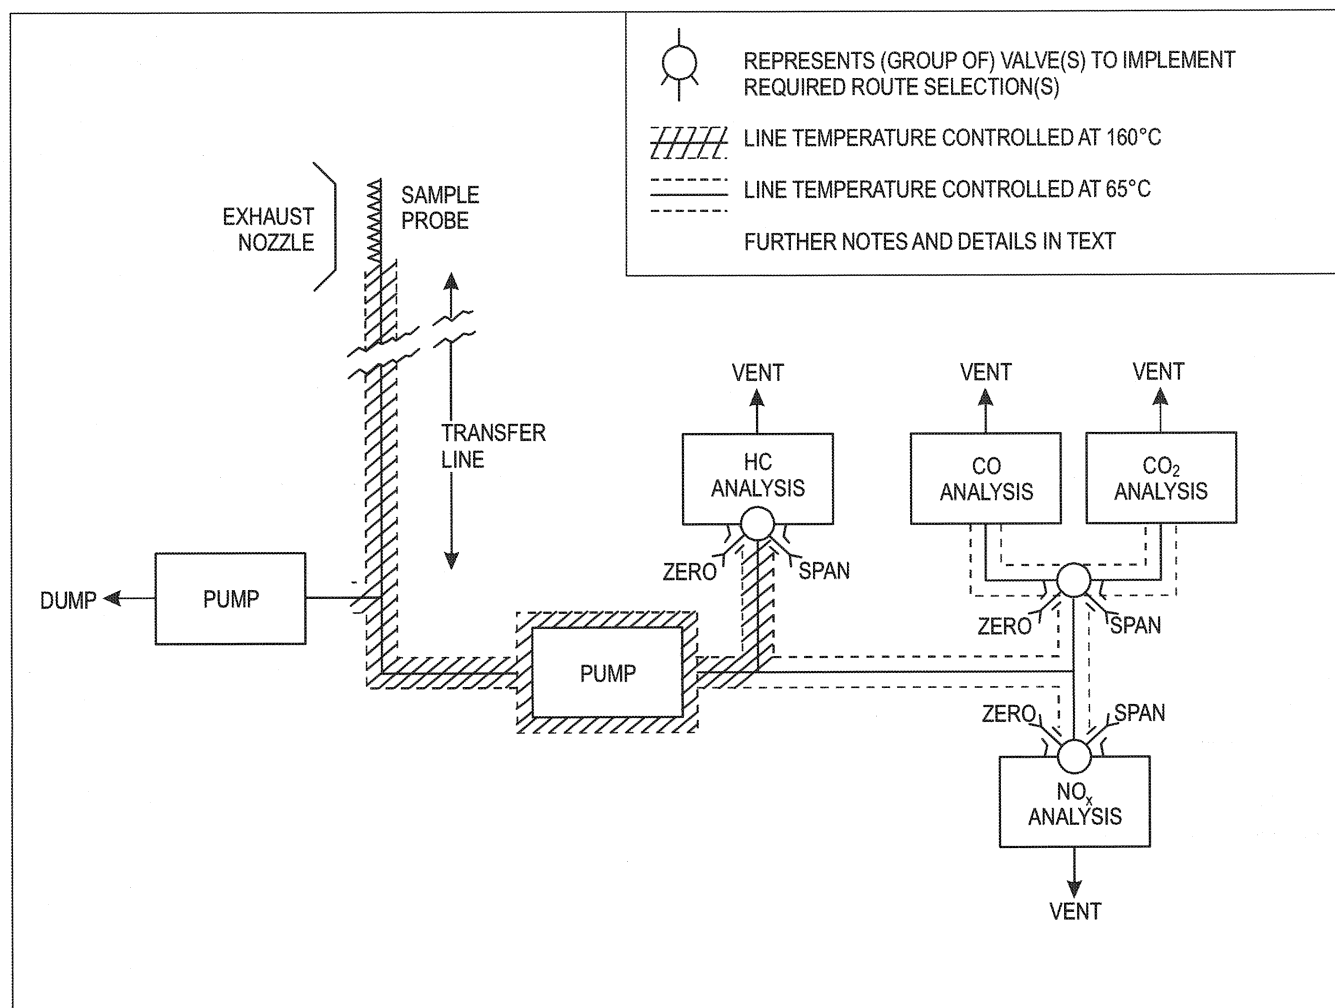 REPRESENTS (GROUP OF) VALVE(S) TO IMPLEMENT
REQUIRED ROUTE SELECTION(S)
LINE TEMPERATURE CONTROLLED AT 160°C
LINE TEMPERATURE CONTROLLED AT 65°C
FURTHER NOTES AND DETAILS IN TEXT
EXHAUST
NOZZLE
SAMPLE
PROBE
TRANSFER
LINE
VENT
VENT
VENT
HC
ANALYSIS
CO
ANALYSIS
CO₂
ANALYSIS
ZERO
SPAN
DUMP
PUMP
ZERO
SPAN
PUMP
ZERO
SPAN
NOₓ
ANALYSIS
VENT